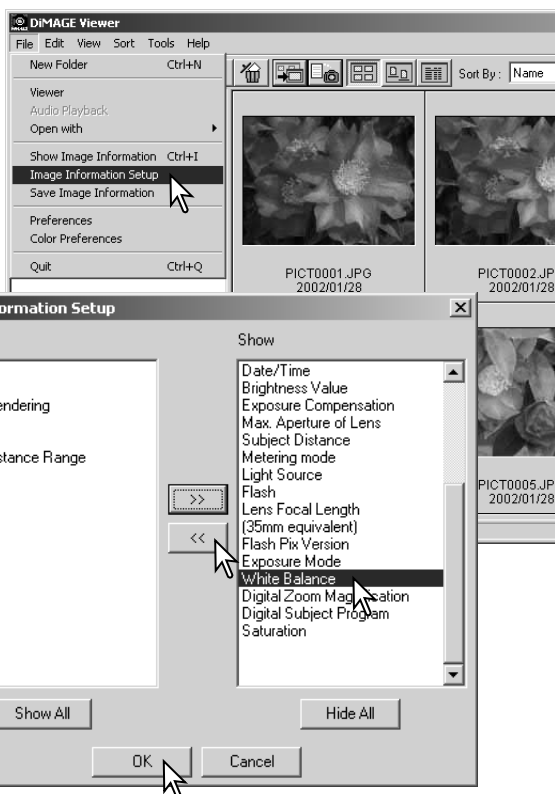 DiMAGE Viewer
File Edit View Sort Tools Help
New Folder Ctrl+N
Viewer
Audio Playback
Open with
Show Image Information Ctrl+I
Image Information Setup
Save Image Information
Preferences
Color Preferences
Quit Ctrl+Q
Sort By : Name
PICT0001.JPG
2002/01/28
PICT0002.JP
2002/01/28
ormation Setup
Show
endering
stance Range
>>
<<
Date/Time
Brightness Value
Exposure Compensation
Max. Aperture of Lens
Subject Distance
Metering mode
Light Source
Flash
Lens Focal Length
(35mm equivalent)
Flash Pix Version
Exposure Mode
White Balance
Digital Zoom Magnification
Digital Subject Program
Saturation
PICT0005.JP
2002/01/28
Show All
Hide All
OK
Cancel